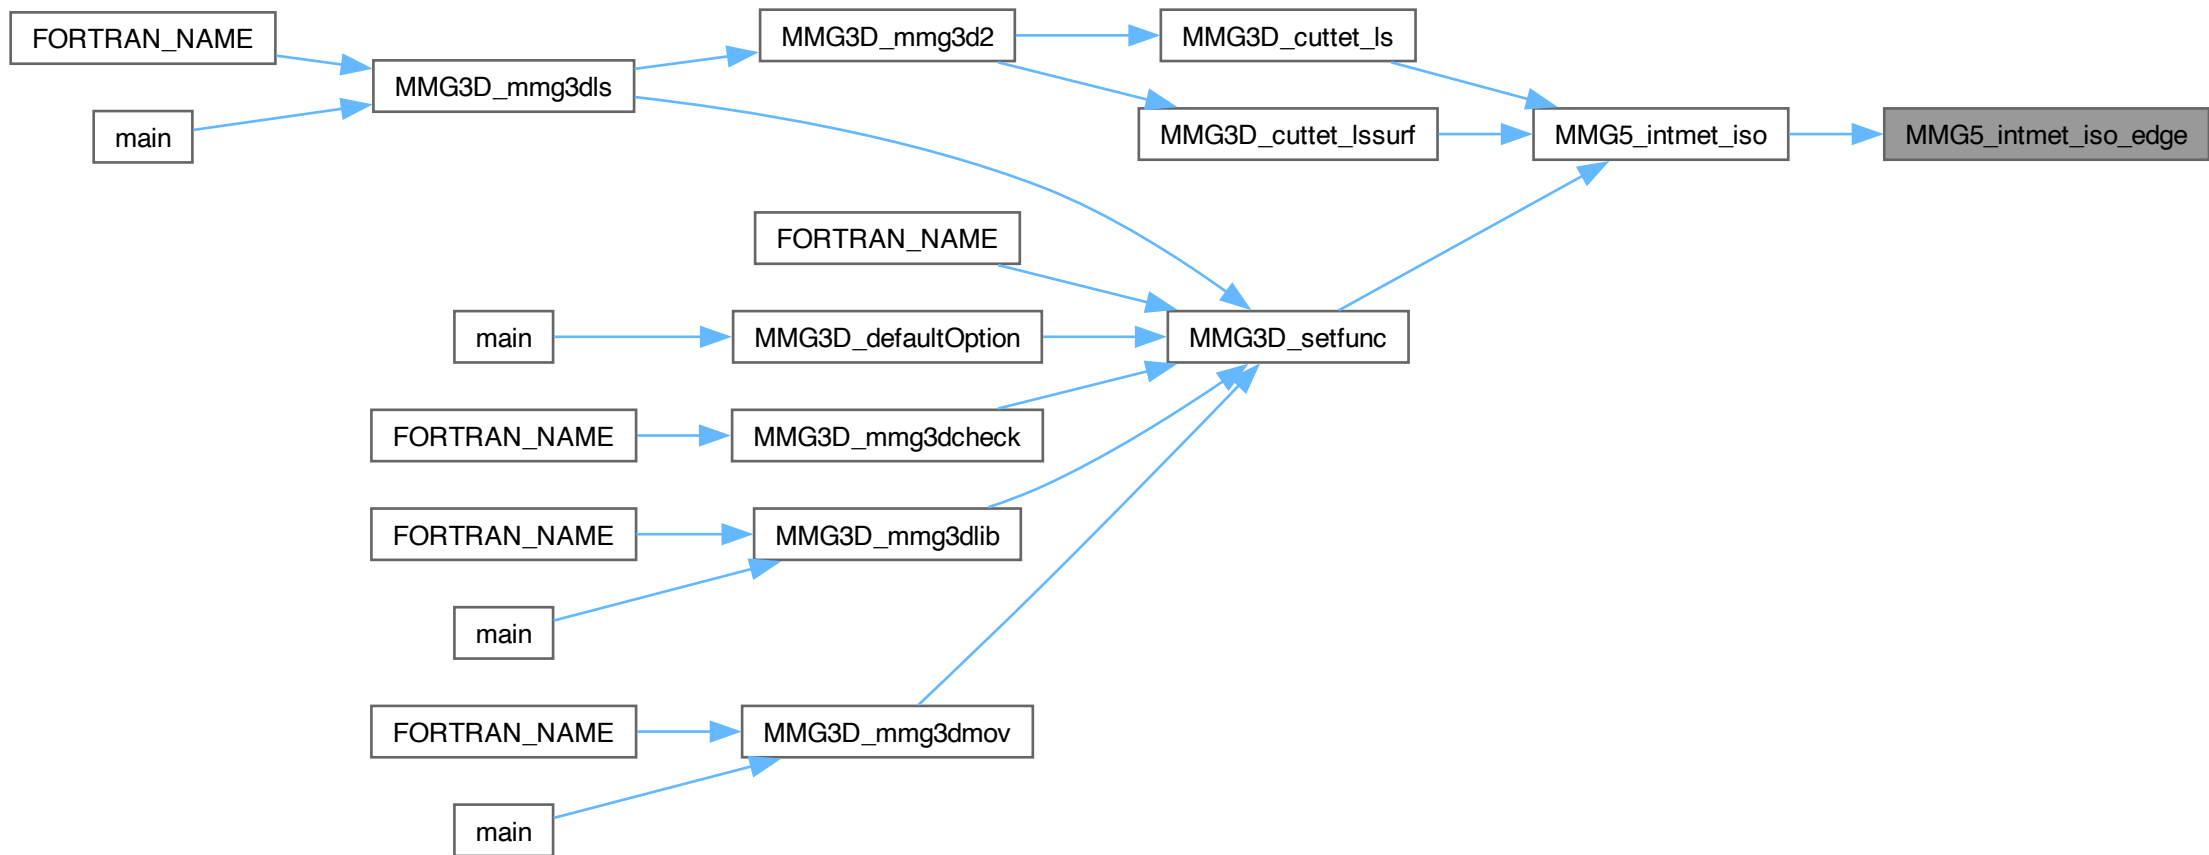 FORTRAN_NAME
MMG3D_mmg3d2
MMG3D_cuttet_ls
MMG3D_mmg3dls
main
MMG3D_cuttet_lssurf
MMG5_intmet_iso
MMG5_intmet_iso_edge
FORTRAN_NAME
main
MMG3D_defaultOption
MMG3D_setfunc
FORTRAN_NAME
MMG3D_mmg3dcheck
FORTRAN_NAME
MMG3D_mmg3dlib
main
FORTRAN_NAME
MMG3D_mmg3dmov
main